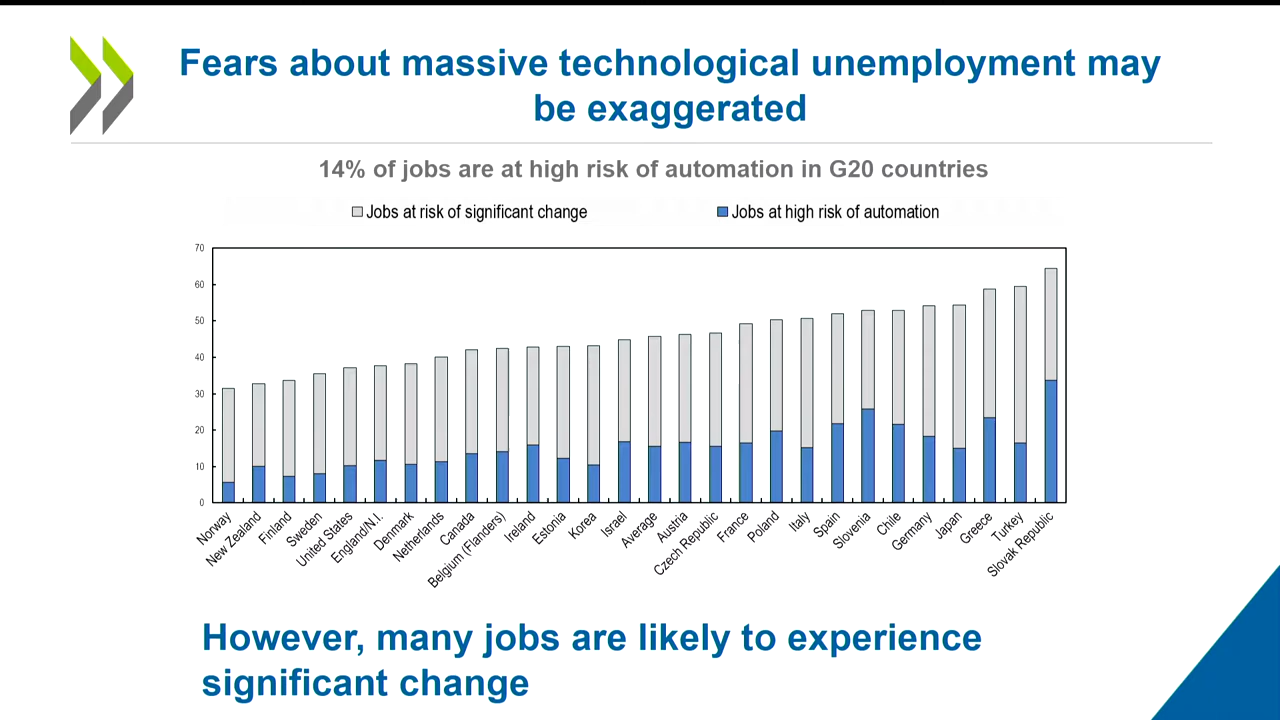 Fears about massive technological unemployment may
be exaggerated
14% of jobs are at high risk of automation in G20 countries
Jobs at risk of significant change
Jobs at high risk of automation
70
60
50
40
30
20
10
0
Norway
New Zealand
Finland
Sweden
United States
England/N.I.
Denmark
Netherlands
Canada
Belgium (Flanders)
Ireland
Estonia
Korea
Israel
Average
Austria
Czech Republic
France
Poland
Italy
Spain
Slovenia
Chile
Germany
Japan
Greece
Turkey
Slovak Republic
However, many jobs are likely to experience
significant change